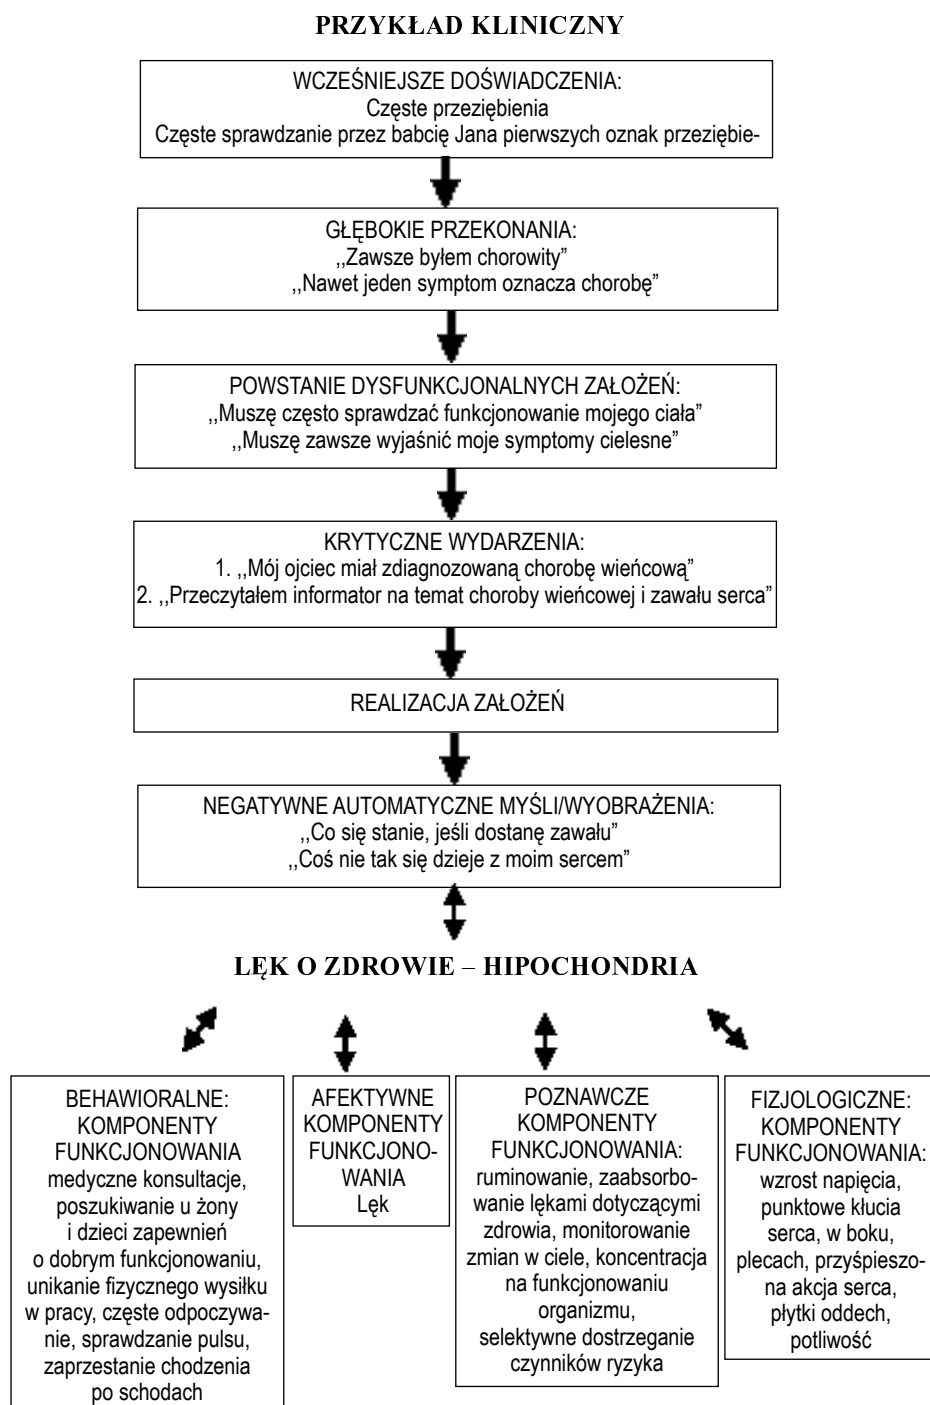 PRZYKŁAD KLINICZNY
WCZEŚNIEJSZE DOŚWIADCZENIA:
Częste przeziębienia
Częste sprawdzanie przez babcię Jana pierwszych oznak przeziębie-
GŁĘBOKIE PRZEKONANIA:
,,Zawsze byłem chorowity”
,,Nawet jeden symptom oznacza chorobę”
POWSTANIE DYSFUNKCJONALNYCH ZAŁOŻEŃ:
,,Muszę często sprawdzać funkcjonowanie mojego ciała”
,,Muszę zawsze wyjaśnić moje symptomy cielesne”
KRYTYCZNE WYDARZENIA:
1. ,,Mój ojciec miał zdiagnozowaną chorobę wieńcową”
2. ,,Przeczytałem informator na temat choroby wieńcowej i zawału serca”
REALIZACJA ZAŁOŻEŃ
NEGATYWNE AUTOMATYCZNE MYŚLI/WYOBRAŻENIA:
,,Co się stanie, jeśli dostanę zawału”
,,Coś nie tak się dzieje z moim sercem”
LĘK O ZDROWIE – HIPOCHONDRIA
BEHAWIORALNE:
KOMPONENTY
FUNKCJONOWANIA
medyczne konsultacje,
poszukiwanie u żony
i dzieci zapewnień
o dobrym funkcjonowaniu,
unikanie fizycznego wysiłku
w pracy, częste odpoczywa-
nie, sprawdzanie pulsu,
zaprzestanie chodzenia
po schodach
AFEKTYWNE
KOMPONENTY
FUNKCJONO-
WANIA
Lęk
POZNAWCZE
KOMPONENTY
FUNKCJONOWANIA:
ruminowanie, zaabsorbo-
wanie lękami dotyczącymi
zdrowia, monitorowanie
zmian w ciele, koncentracja
na funkcjonowaniu
organizmu,
selektywne dostrzeganie
czynników ryzyka
FIZJOLOGICZNE:
KOMPONENTY
FUNKCJONOWANIA:
wzrost napięcia,
punktowe kłucia
serca, w boku,
plecach, przyśpieszo-
na akcja serca,
płytki oddech,
potliwość